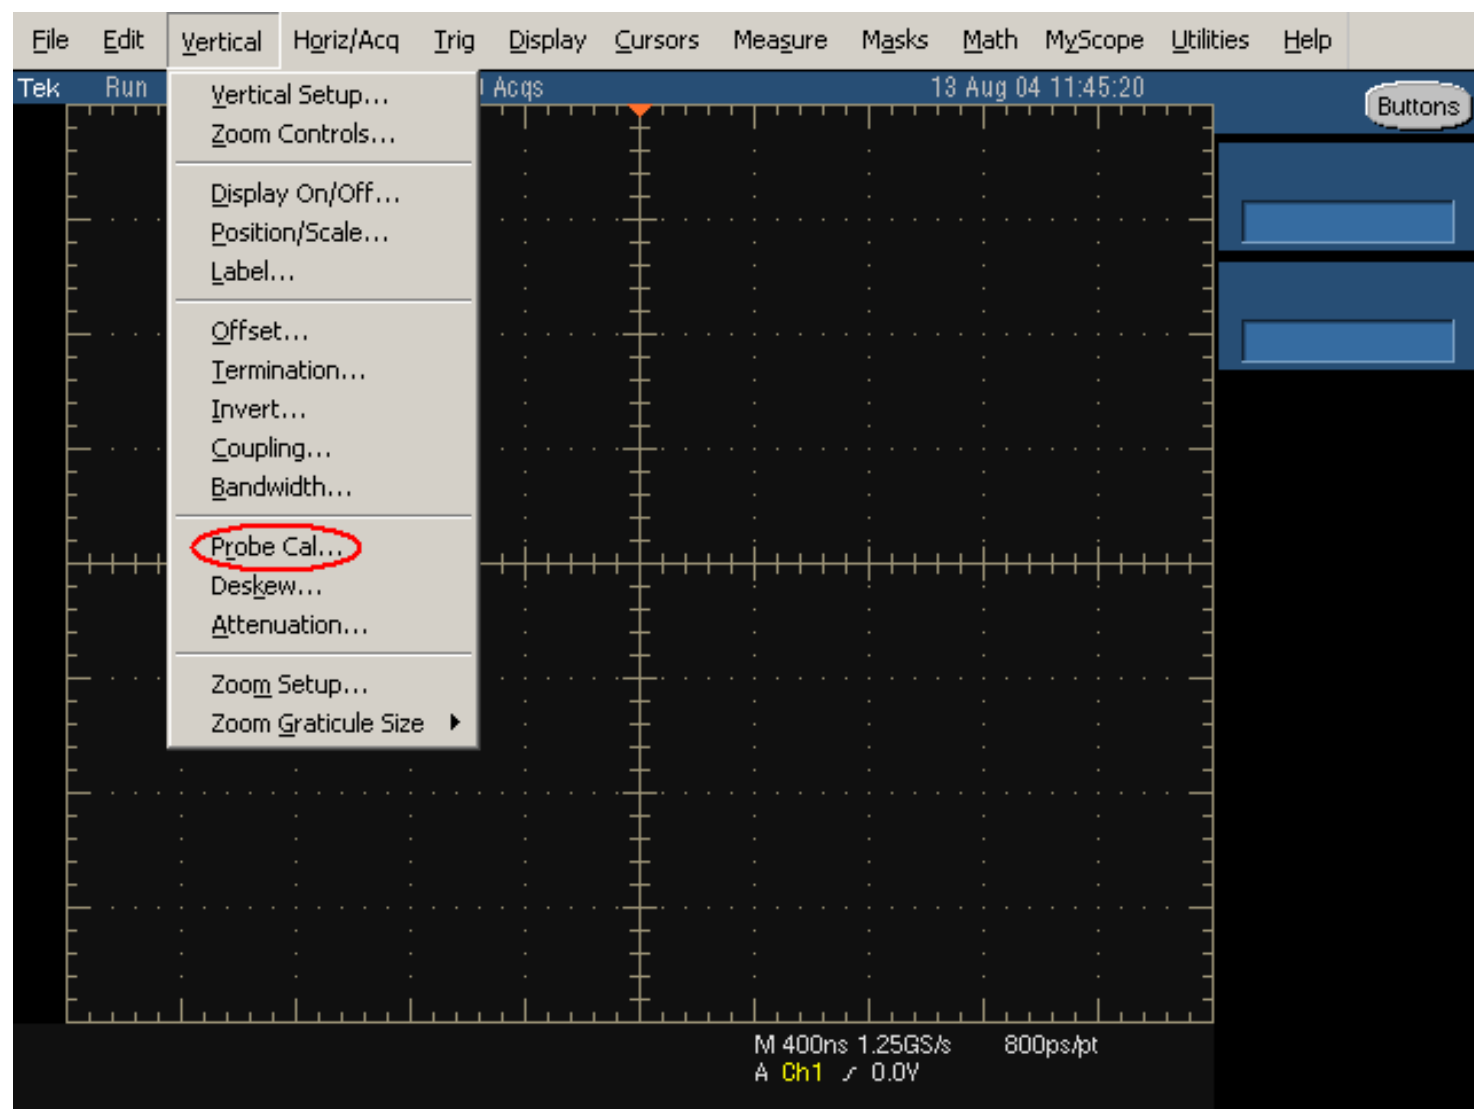 File Edit Vertical Horiz/Acq Trig Display Cursors Measure Masks Math MyScope Utilities Help
Tek Run Acqs 13 Aug 04 11:45:20
Buttons
Vertical Setup...
Zoom Controls...
Display On/Off...
Position/Scale...
Label...
Offset...
Termination...
Invert...
Coupling...
Bandwidth...
Probe Cal...
Deskew...
Attenuation...
Zoom Setup...
Zoom Graticule Size
M 400ns 1.25GS/s 800ps/pt
A Ch1 0.0V